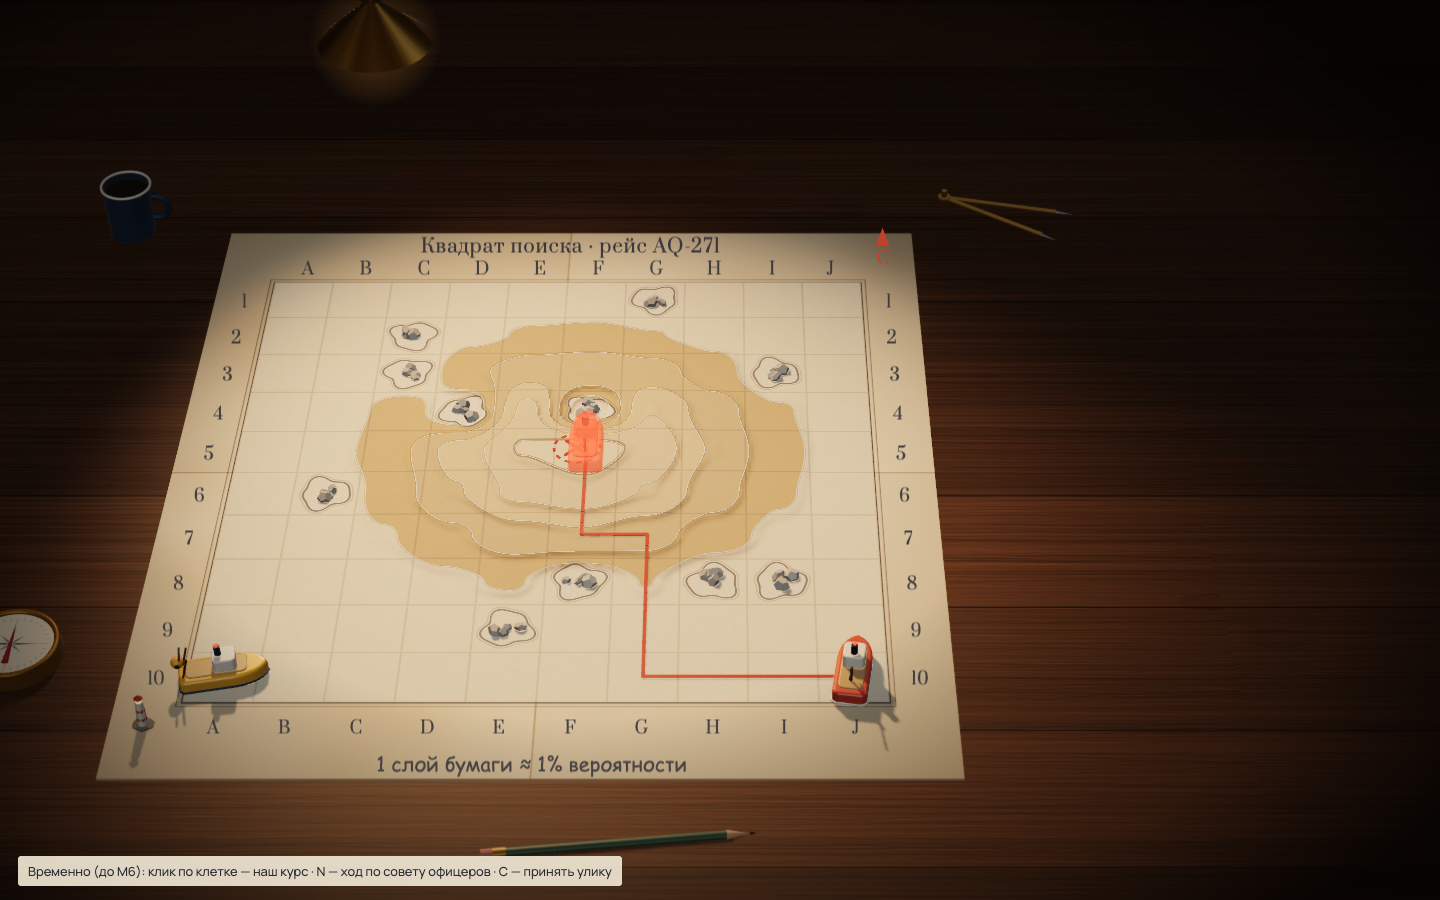 Квадрат поиска · рейс AQ-271
С
A B C D E F G H I J
1 1
2 2
3 3
4 4
5 5
6 6
7 7
8 8
9 9
10 10
A B C D E F G H I J
1 слой бумаги ≈ 1% вероятности
Временно (до М6): клик по клетке — наш курс · N — ход по совету офицеров · C — принять улику